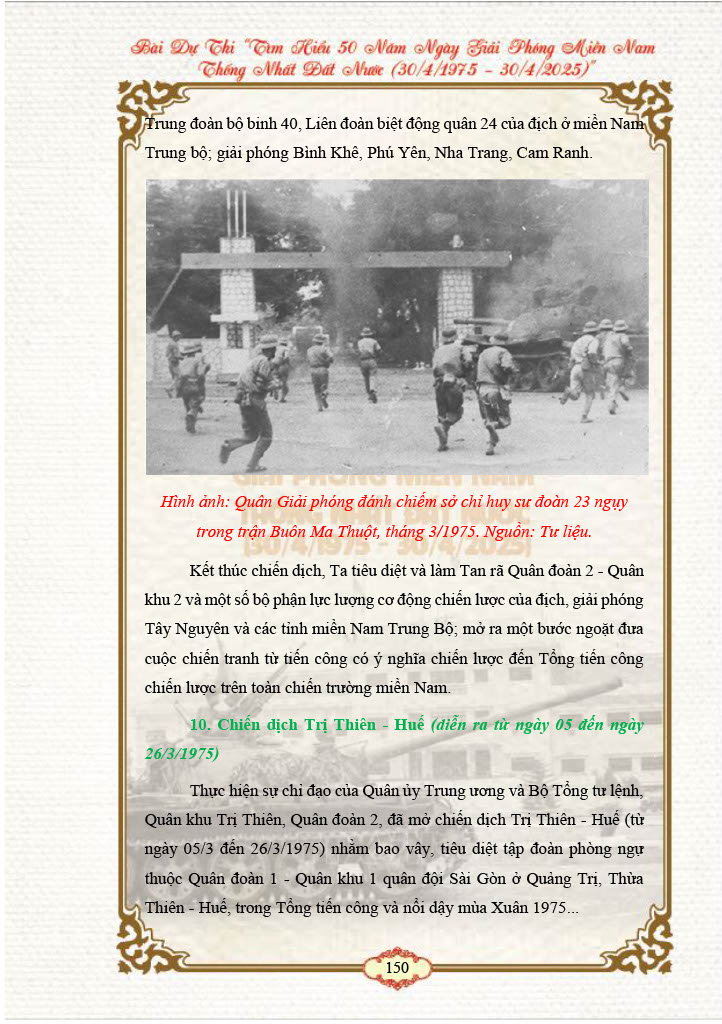 Bài Dự Thi "Tìm Hiểu 50 Năm Ngày Giải Phóng Miền Nam
Thống Nhất Đất Nước (30/4/1975 – 30/4/2025)"
Trung đoàn bộ binh 40, Liên đoàn biệt động quân 24 của địch ở miền Nam
Trung bộ; giải phóng Bình Khê, Phú Yên, Nha Trang, Cam Ranh.
GIẢI PHÓNG MIỀN NAM
(30/4/1975 - 30/4/2025)
Hình ảnh: Quân Giải phóng đánh chiếm sở chỉ huy sư đoàn 23 ngụy
trong trận Buôn Ma Thuột, tháng 3/1975. Nguồn: Tư liệu.
Kết thúc chiến dịch, Ta tiêu diệt và làm Tan rã Quân đoàn 2 - Quân
khu 2 và một số bộ phận lực lượng cơ động chiến lược của địch, giải phóng
Tây Nguyên và các tỉnh miền Nam Trung Bộ; mở ra một bước ngoặt đưa
cuộc chiến tranh từ tiến công có ý nghĩa chiến lược đến Tổng tiến công
chiến lược trên toàn chiến trường miền Nam.
10. Chiến dịch Trị Thiên - Huế (diễn ra từ ngày 05 đến ngày
26/3/1975)
Thực hiện sự chỉ đạo của Quân ủy Trung ương và Bộ Tổng tư lệnh,
Quân khu Trị Thiên, Quân đoàn 2, đã mở chiến dịch Trị Thiên - Huế (từ
ngày 05/3 đến 26/3/1975) nhằm bao vây, tiêu diệt tập đoàn phòng ngự
thuộc Quân đoàn 1 - Quân khu 1 quân đội Sài Gòn ở Quảng Trị, Thừa
Thiên - Huế, trong Tổng tiến công và nổi dậy mùa Xuân 1975...
150